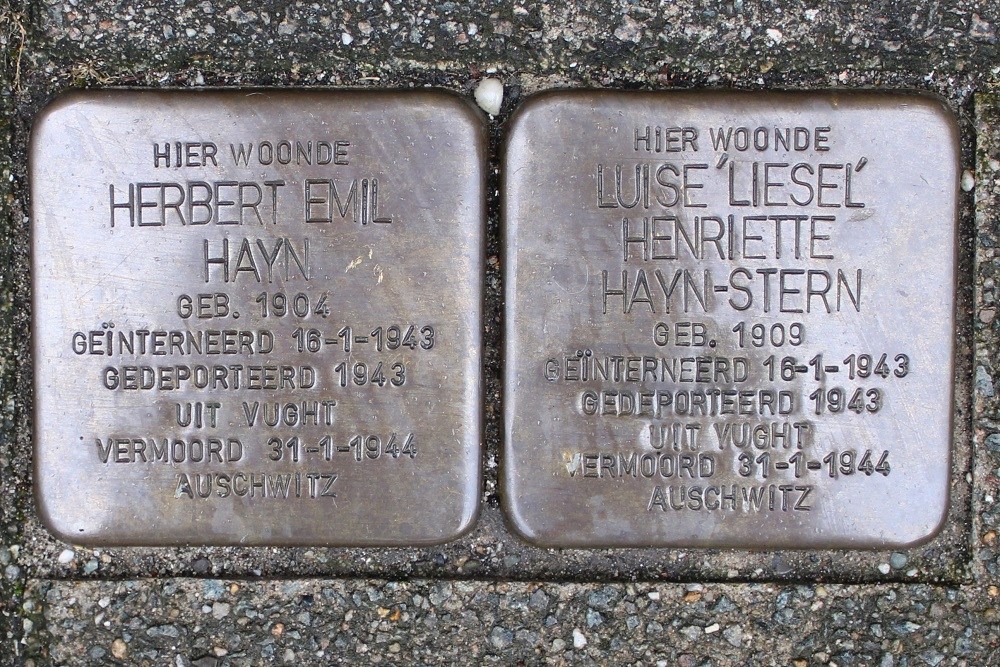 HIER WOONDE
HERBERT EMIL
HAYN
GEB. 1904
GEÏNTERNEERD 16-1-1943
GEDEPORTEERD 1943
UIT VUGHT
VERMOORD 31-1-1944
AUSCHWITZ
HIER WOONDE
LUISE 'LIESEL'
HENRIETTE
HAYN-STERN
GEB. 1909
GEÏNTERNEERD 16-1-1943
GEDEPORTEERD 1943
UIT VUGHT
VERMOORD 31-1-1944
AUSCHWITZ